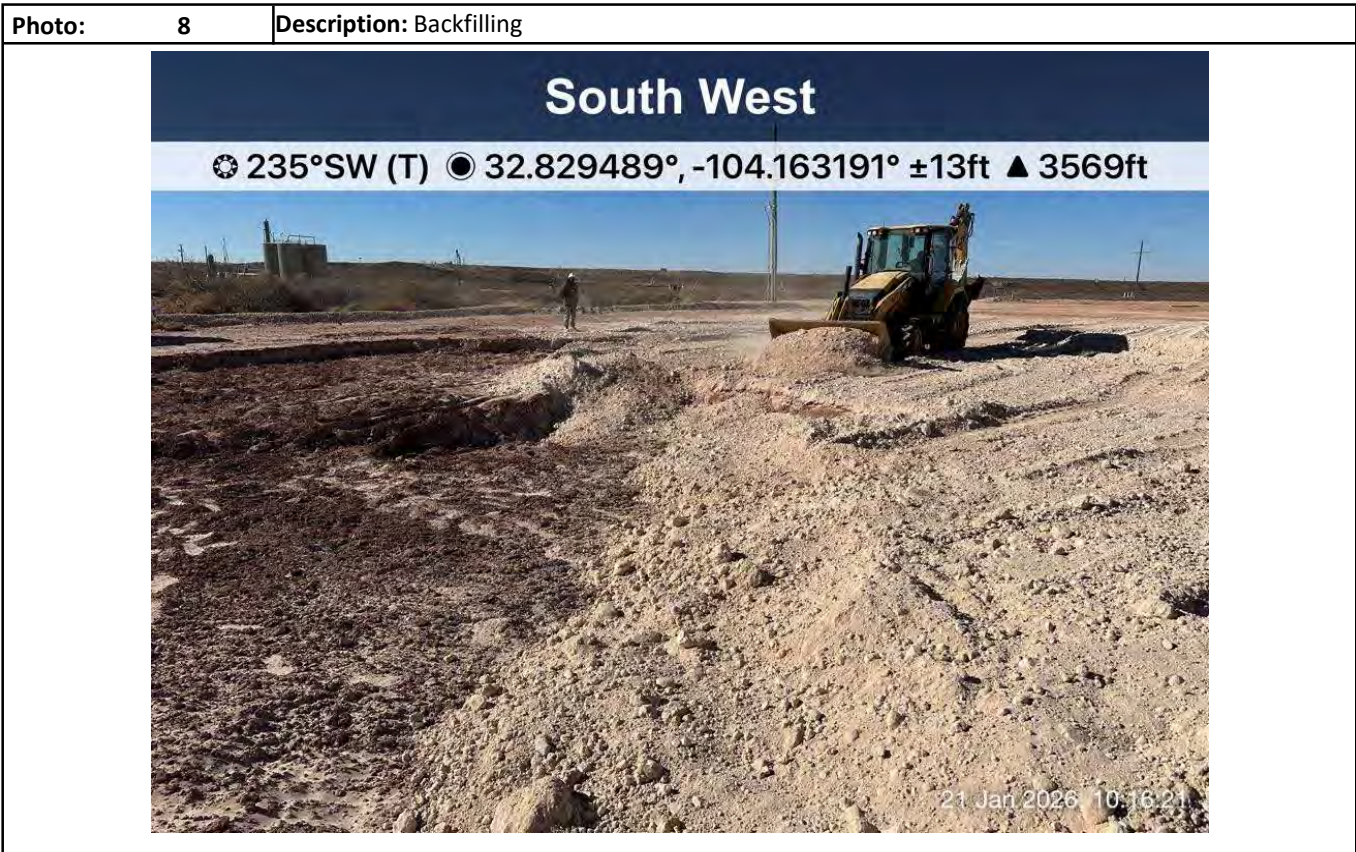 Photo: 8 Description: Backfilling
South West
235°SW (T) 32.829489°, -104.163191° ±13ft ▲ 3569ft
21 Jan 2026, 10:16:21